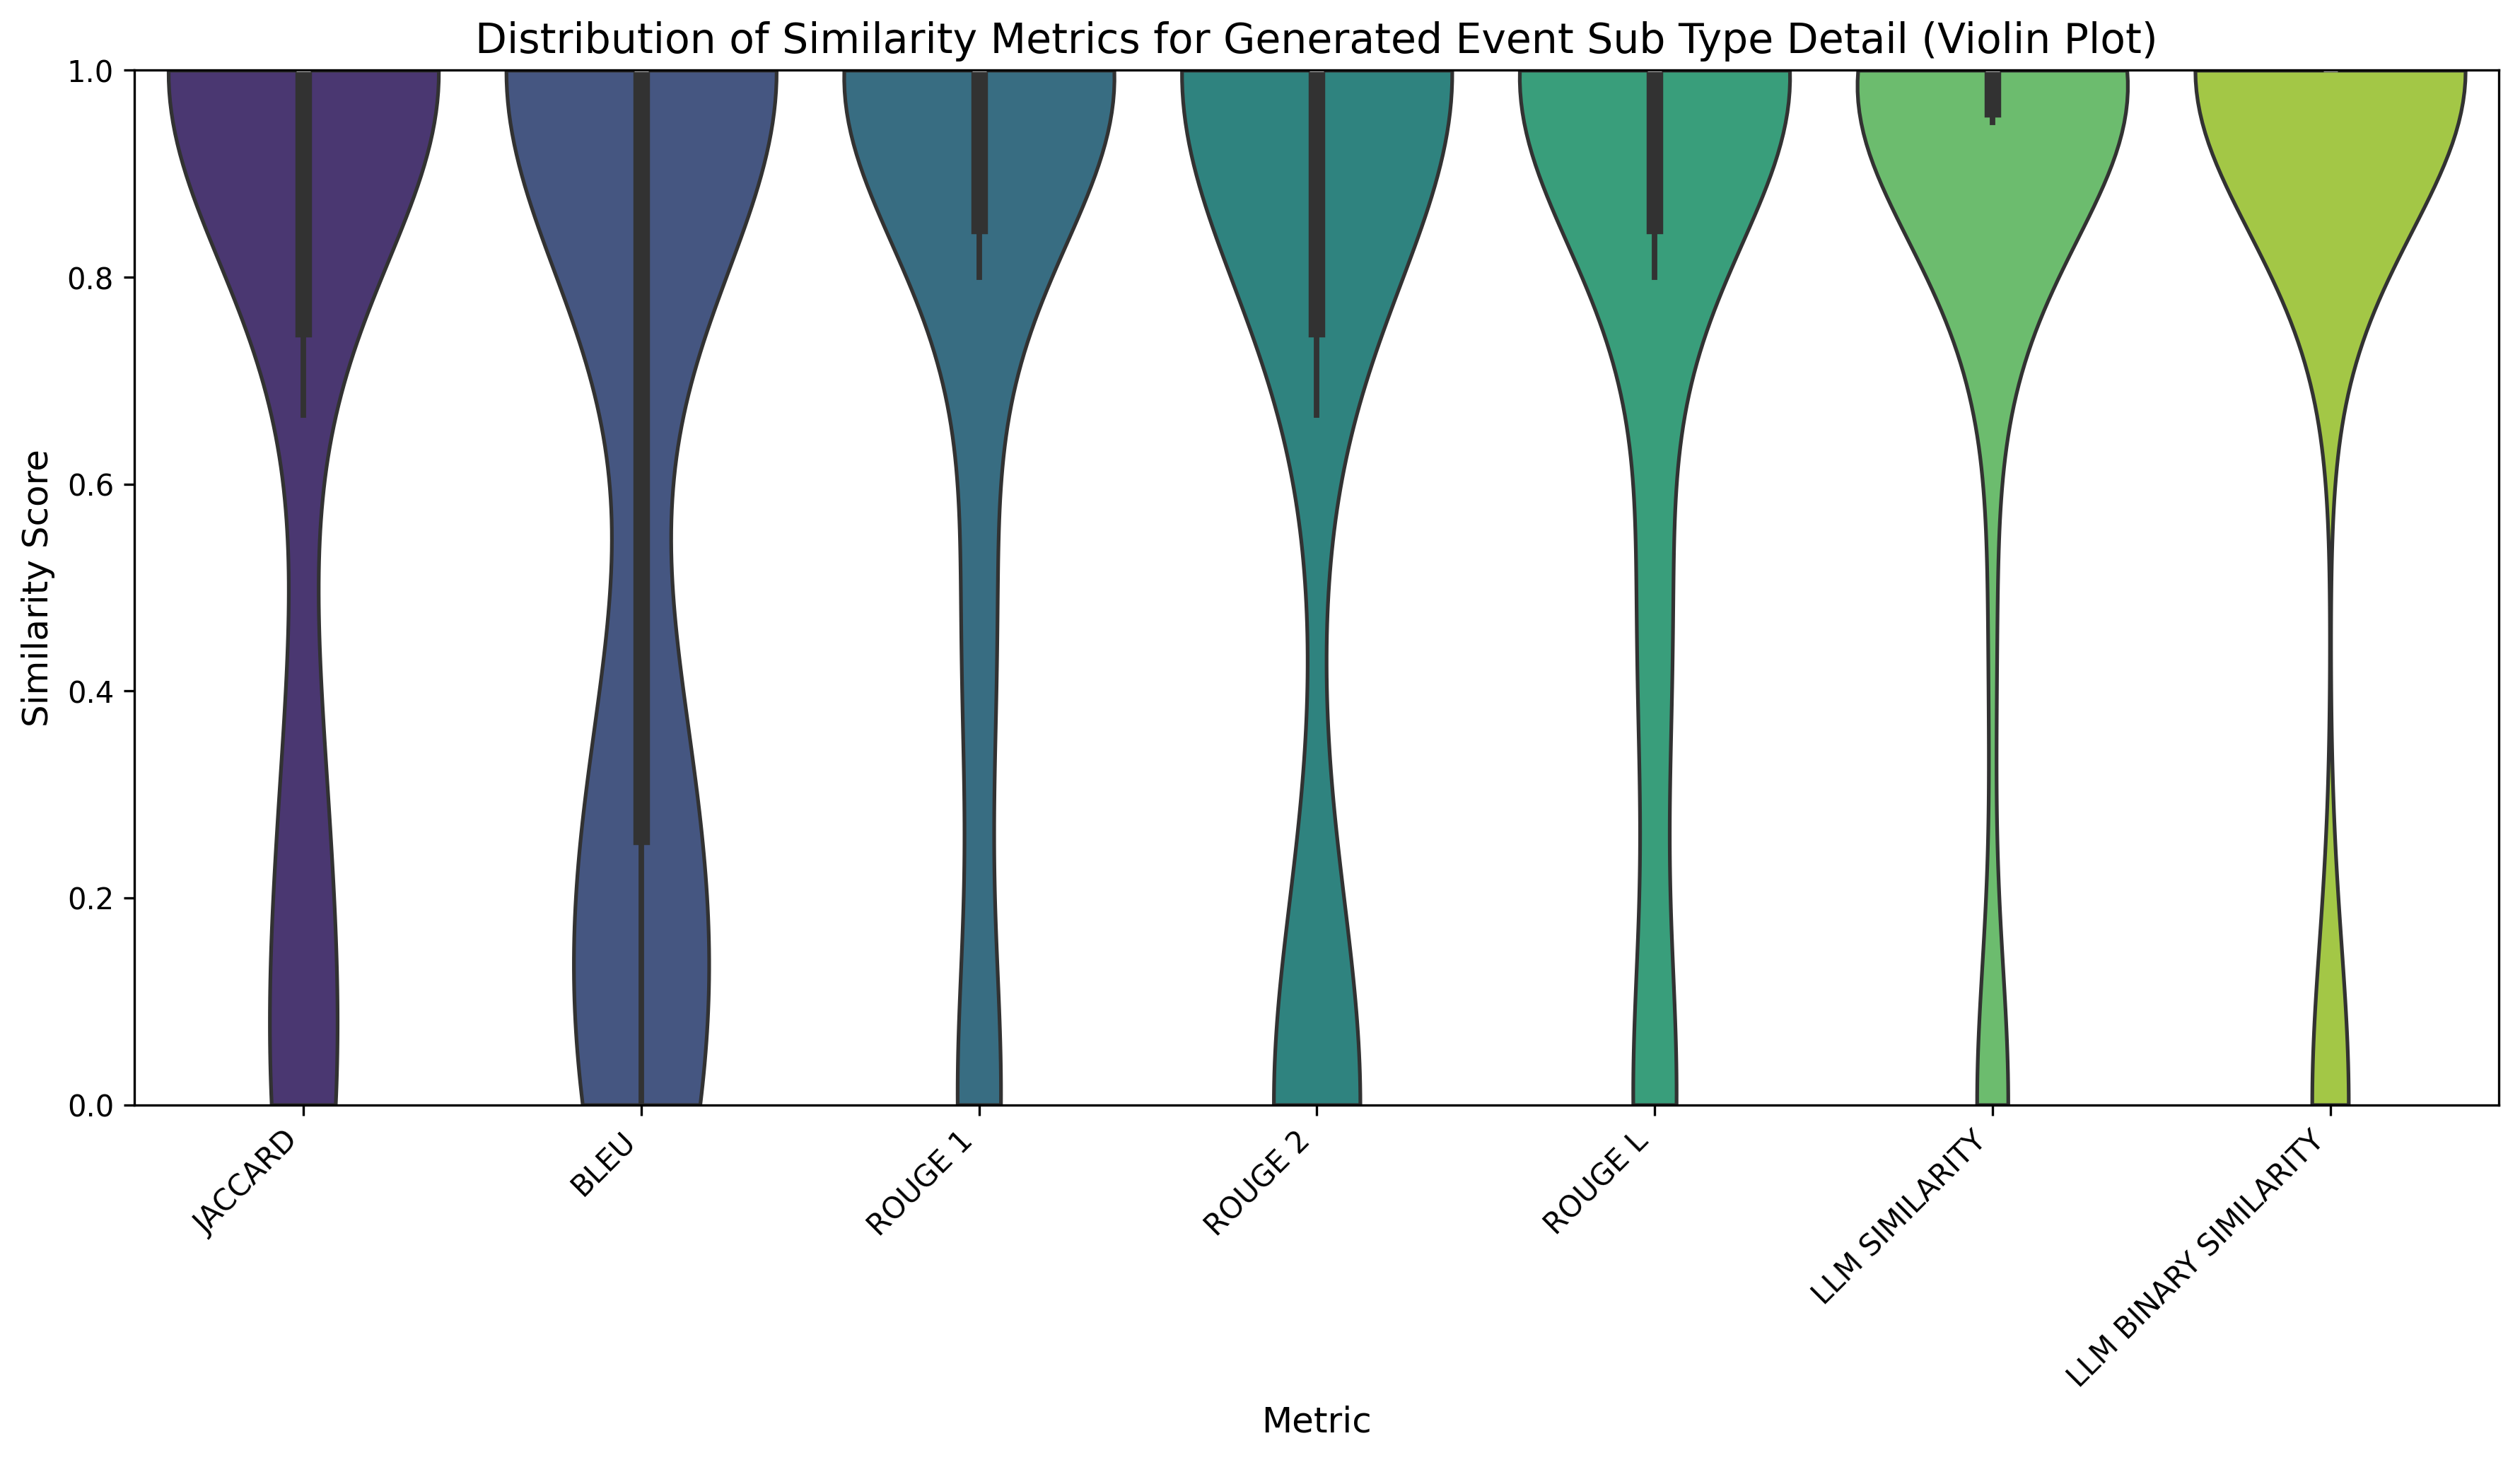 Distribution of Similarity Metrics for Generated Event Sub Type Detail (Violin Plot)
Similarity Score
1.0
0.8
0.6
0.4
0.2
0.0
JACCARD
BLEU
ROUGE 1
ROUGE 2
ROUGE L
LLM SIMILARITY
LLM BINARY SIMILARITY
Metric